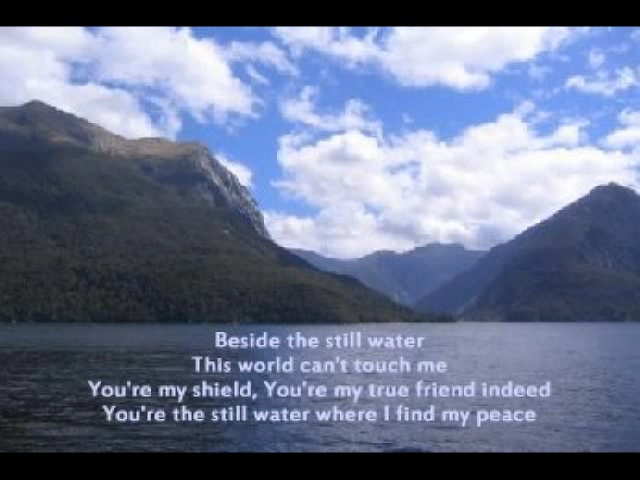 Beside the still water
This world can't touch me
You're my shield, You're my true friend indeed
You're the still water where I find my peace